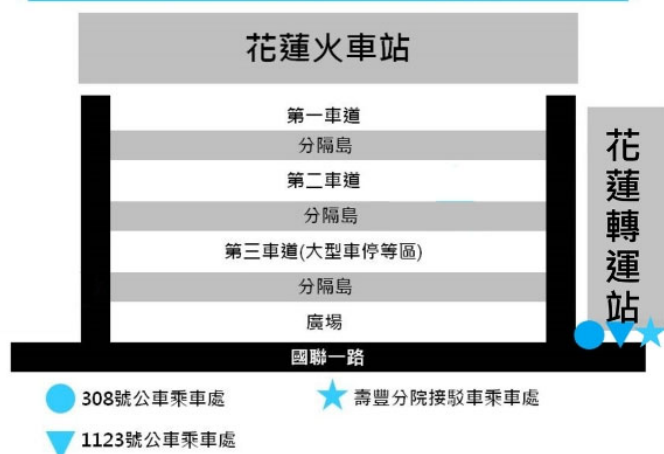 花蓮火車站
第一車道
分隔島
第二車道
分隔島
第三車道(大型車停等區)
分隔島
廣場
國聯一路
花蓮轉運站
308號公車乘車處
壽豐分院接駁車乘車處
1123號公車乘車處